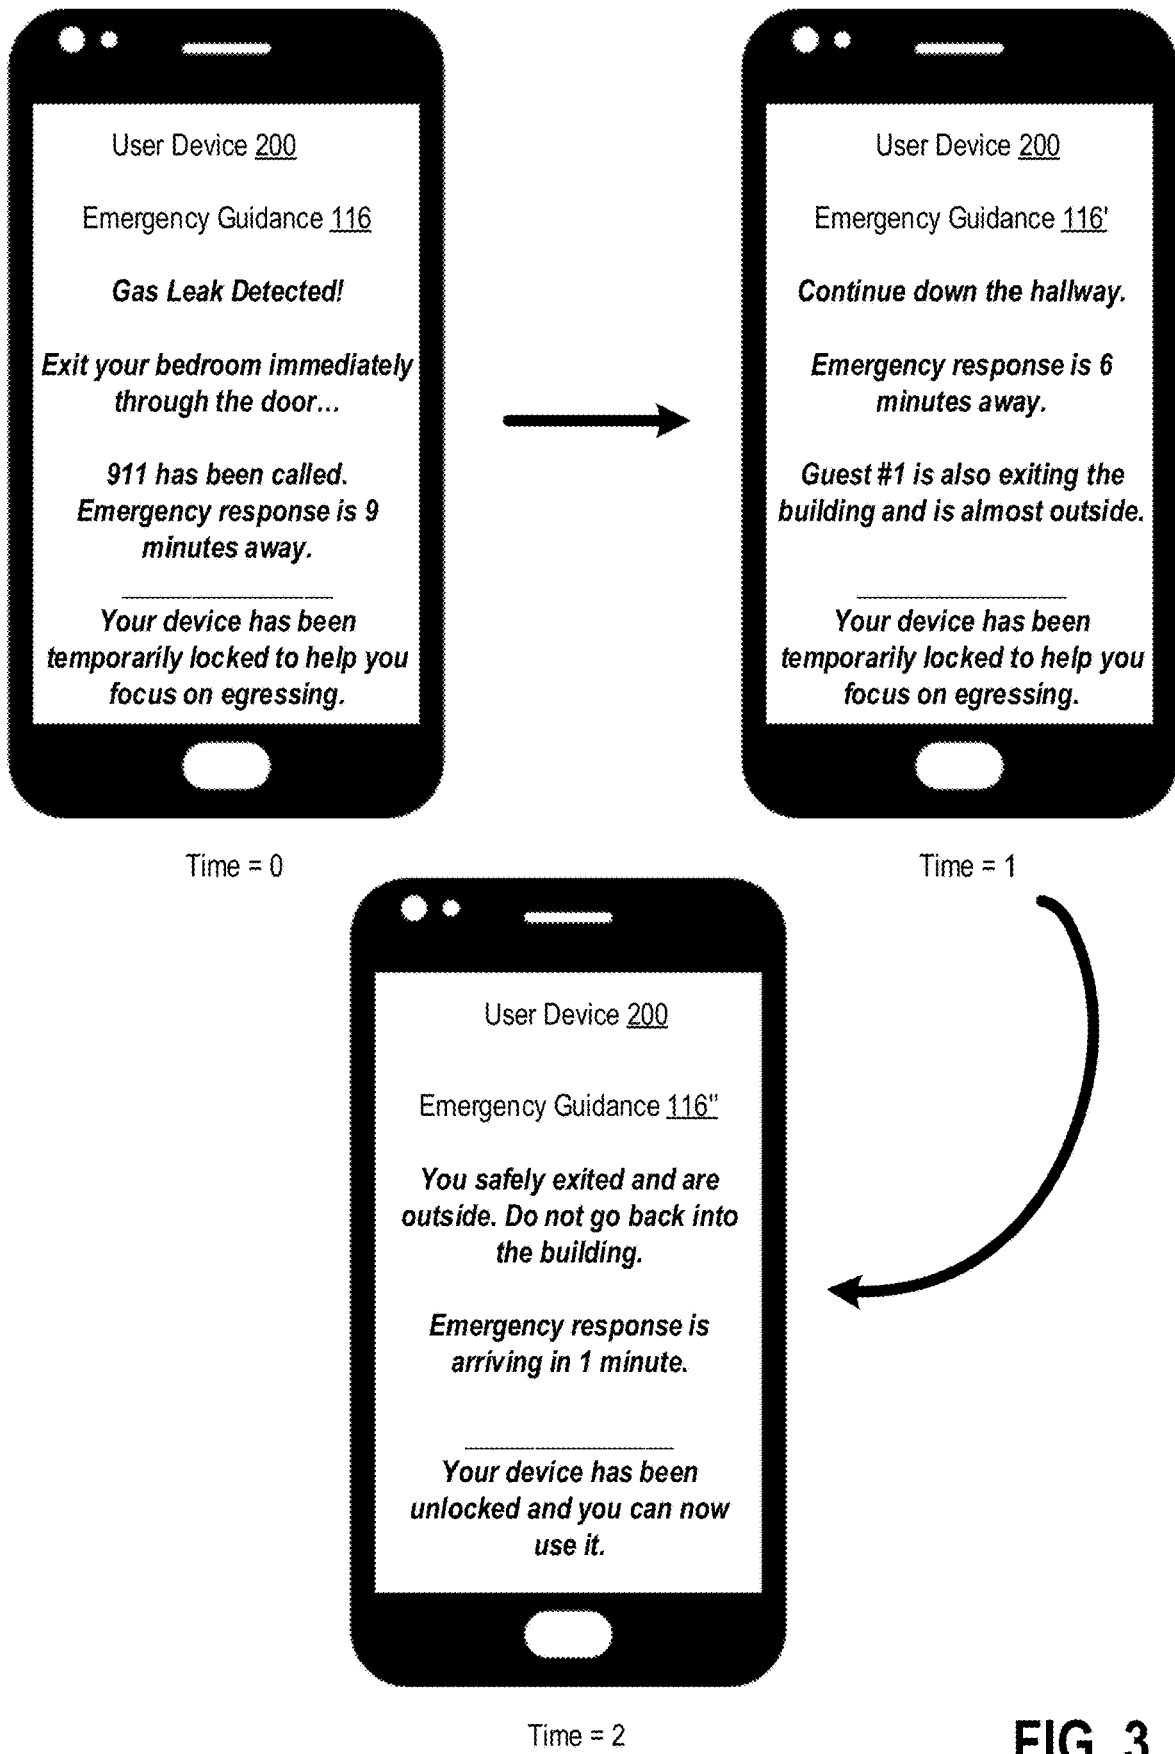 User Device 200
Emergency Guidance 116
Gas Leak Detected!
Exit your bedroom immediately
through the door...
911 has been called.
Emergency response is 9
minutes away.
Your device has been
temporarily locked to help you
focus on egressing.
Time = 0
User Device 200
Emergency Guidance 116'
Continue down the hallway.
Emergency response is 6
minutes away.
Guest #1 is also exiting the
building and is almost outside.
Your device has been
temporarily locked to help you
focus on egressing.
Time = 1
User Device 200
Emergency Guidance 116"
You safely exited and are
outside. Do not go back into
the building.
Emergency response is
arriving in 1 minute.
Your device has been
unlocked and you can now
use it.
Time = 2
FIG. 3